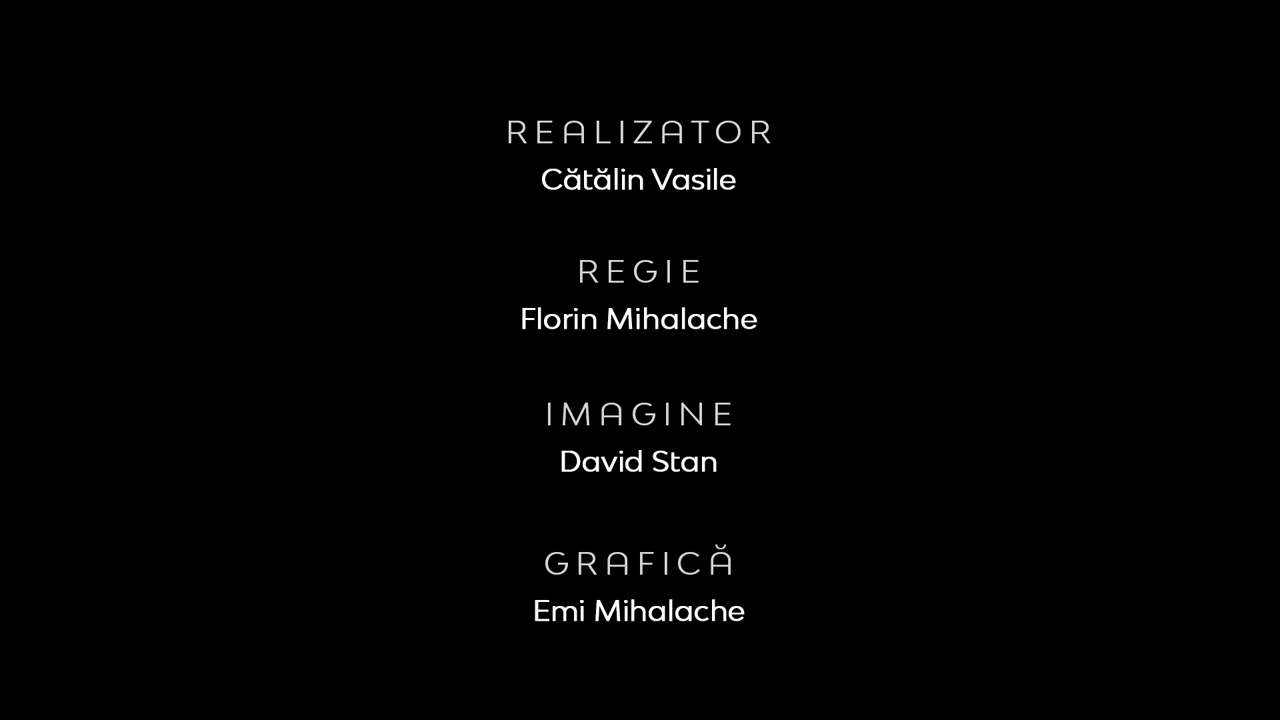 REALIZATOR
Cătălin Vasile
REGIE
Florin Mihalache
IMAGINE
David Stan
GRAFICĂ
Emi Mihalache